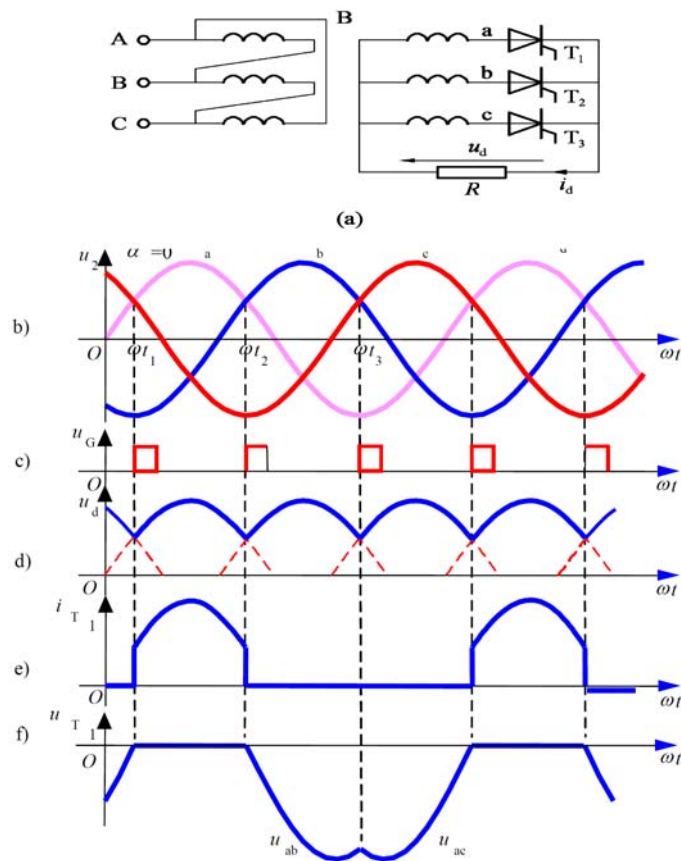 B
A
a
T1
B
b
T2
C
c
T3
ud
R
id
(a)
u2
α =0
a
b
c
b)
O
ωt1
ωt2
ωt3
ωt
uG
c)
O
ωt
ud
d)
O
ωt
iT1
e)
O
ωt
uT1
f)
O
ωt
uab
uac